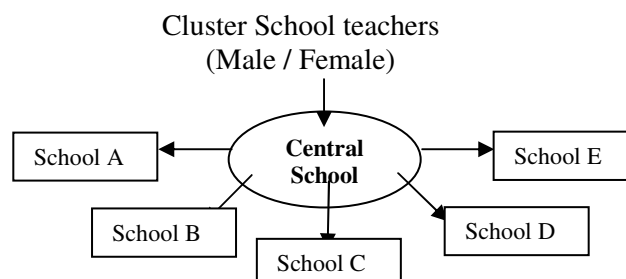 Cluster School teachers
(Male / Female)
Central
School
School A
School E
School B
School D
School C